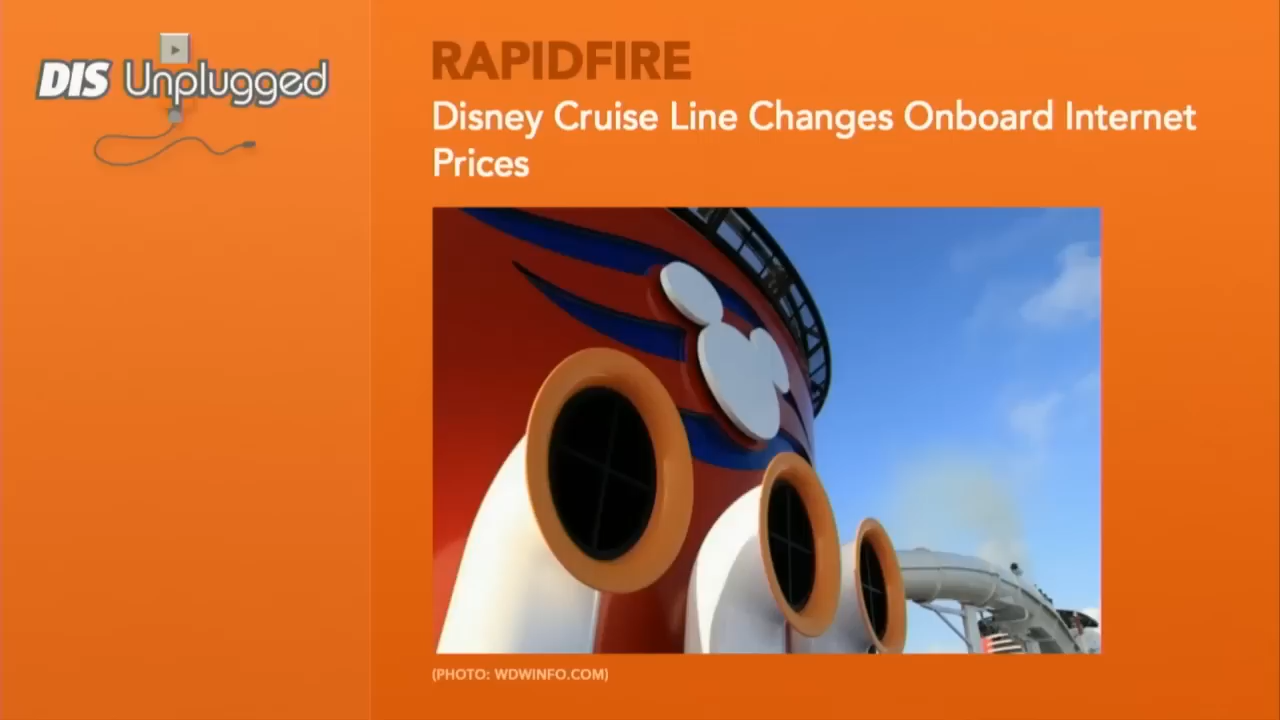 DIS Unplugged
RAPIDFIRE
Disney Cruise Line Changes Onboard Internet
Prices
(PHOTO: WDWINFO.COM)